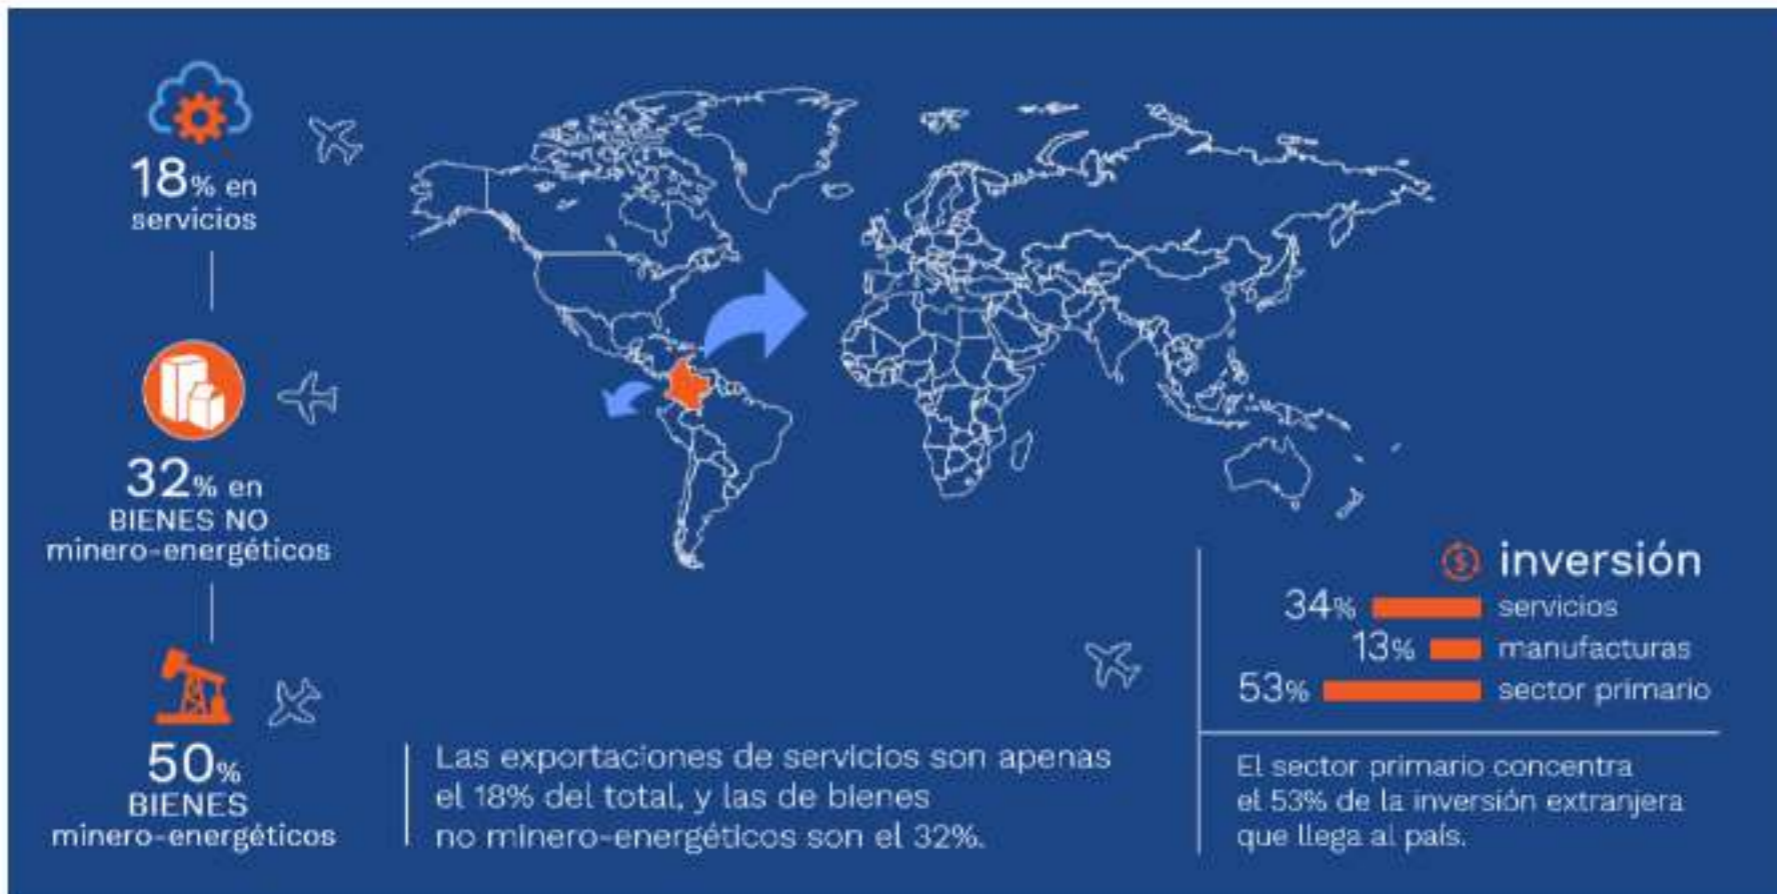 18% en
servicios
32% en
BIENES NO
minero-energéticos
50%
BIENES
minero-energéticos
Las exportaciones de servicios son apenas
el 18% del total, y las de bienes
no minero-energéticos son el 32%.
$ inversión
34% servicios
13% manufacturas
53% sector primario
El sector primario concentra
el 53% de la inversión extranjera
que llega al país.